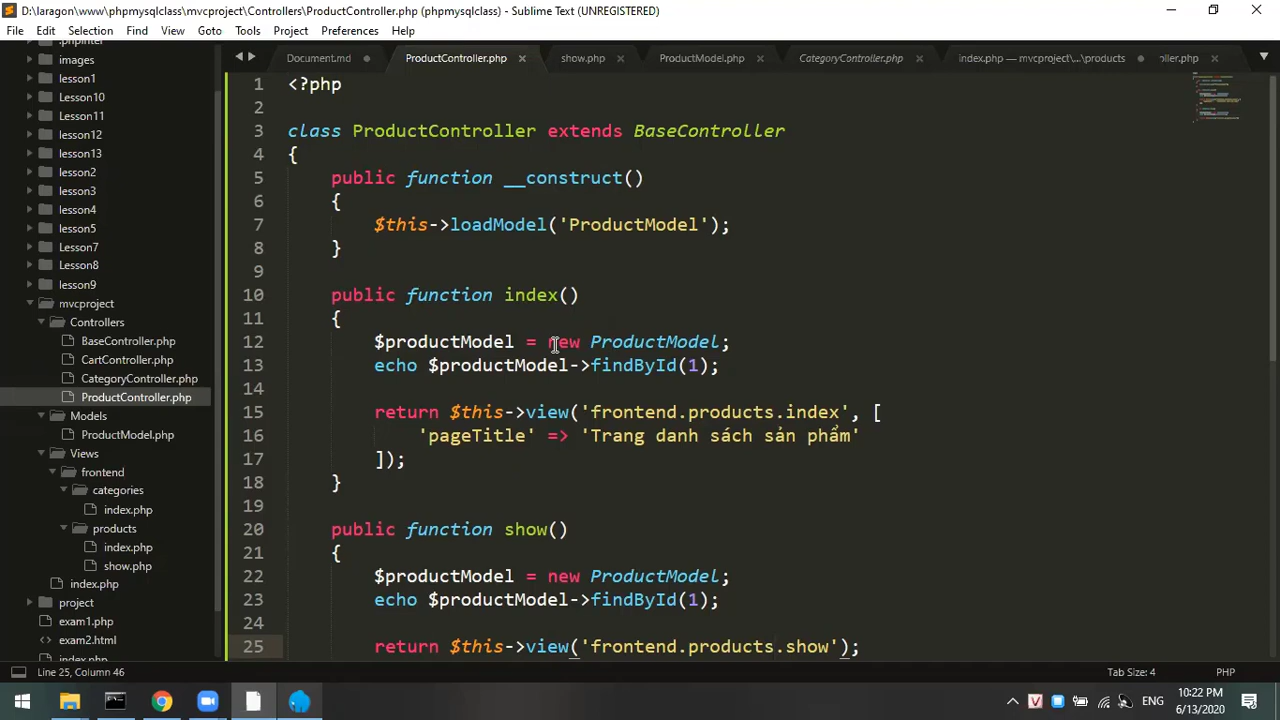 D:\laragon\www\phpmysqlclass\mvcproject\Controllers\ProductController.php (phpmysqlclass) - Sublime Text (UNREGISTERED)
File Edit Selection Find View Goto Tools Project Preferences Help
Document.md ProductController.php show.php ProductModel.php CategoryController.php index.php — mvcproject\...\products ller.php
images
lesson1
Lesson10
Lesson11
lesson12
lesson13
lesson2
lesson3
lesson4
lesson5
Lesson7
Lesson8
lesson9
mvcproject
Controllers
BaseController.php
CartController.php
CategoryController.php
ProductController.php
Models
ProductModel.php
Views
frontend
categories
index.php
products
index.php
show.php
index.php
project
exam1.php
exam2.html
index.php
1 <?php
2
3 class ProductController extends BaseController
4 {
5 public function __construct()
6 {
7 $this->loadModel('ProductModel');
8 }
9
10 public function index()
11 {
12 $productModel = new ProductModel;
13 echo $productModel->findById(1);
14
15 return $this->view('frontend.products.index', [
16 'pageTitle' => 'Trang danh sách sản phẩm'
17 ]);
18 }
19
20 public function show()
21 {
22 $productModel = new ProductModel;
23 echo $productModel->findById(1);
24
25 return $this->view('frontend.products.show');
Line 25, Column 46 Tab Size: 4 PHP
ENG
10:22 PM
6/13/2020